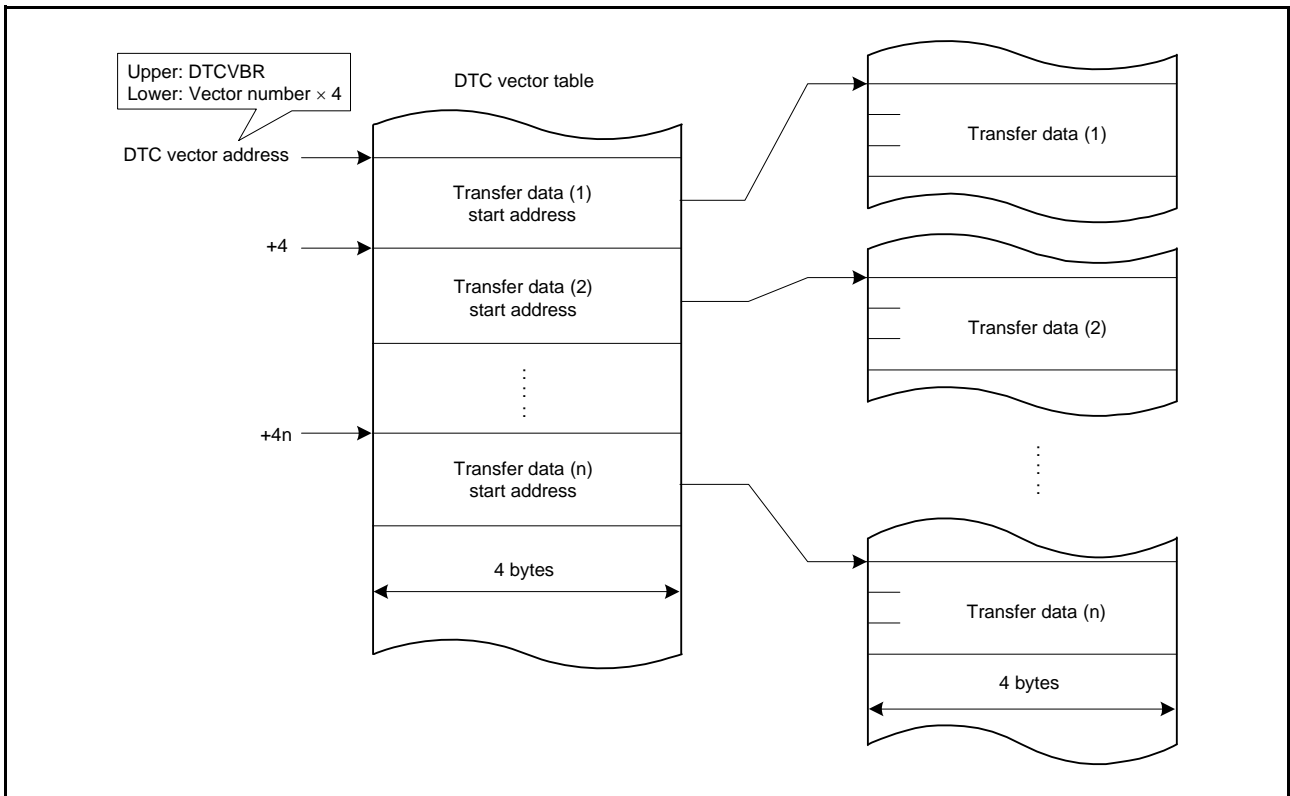 Upper: DTCVBR
Lower: Vector number × 4
DTC vector table
DTC vector address
Transfer data (1)
start address
+4
Transfer data (2)
start address
+4n
Transfer data (n)
start address
4 bytes
Transfer data (1)
Transfer data (2)
Transfer data (n)
4 bytes